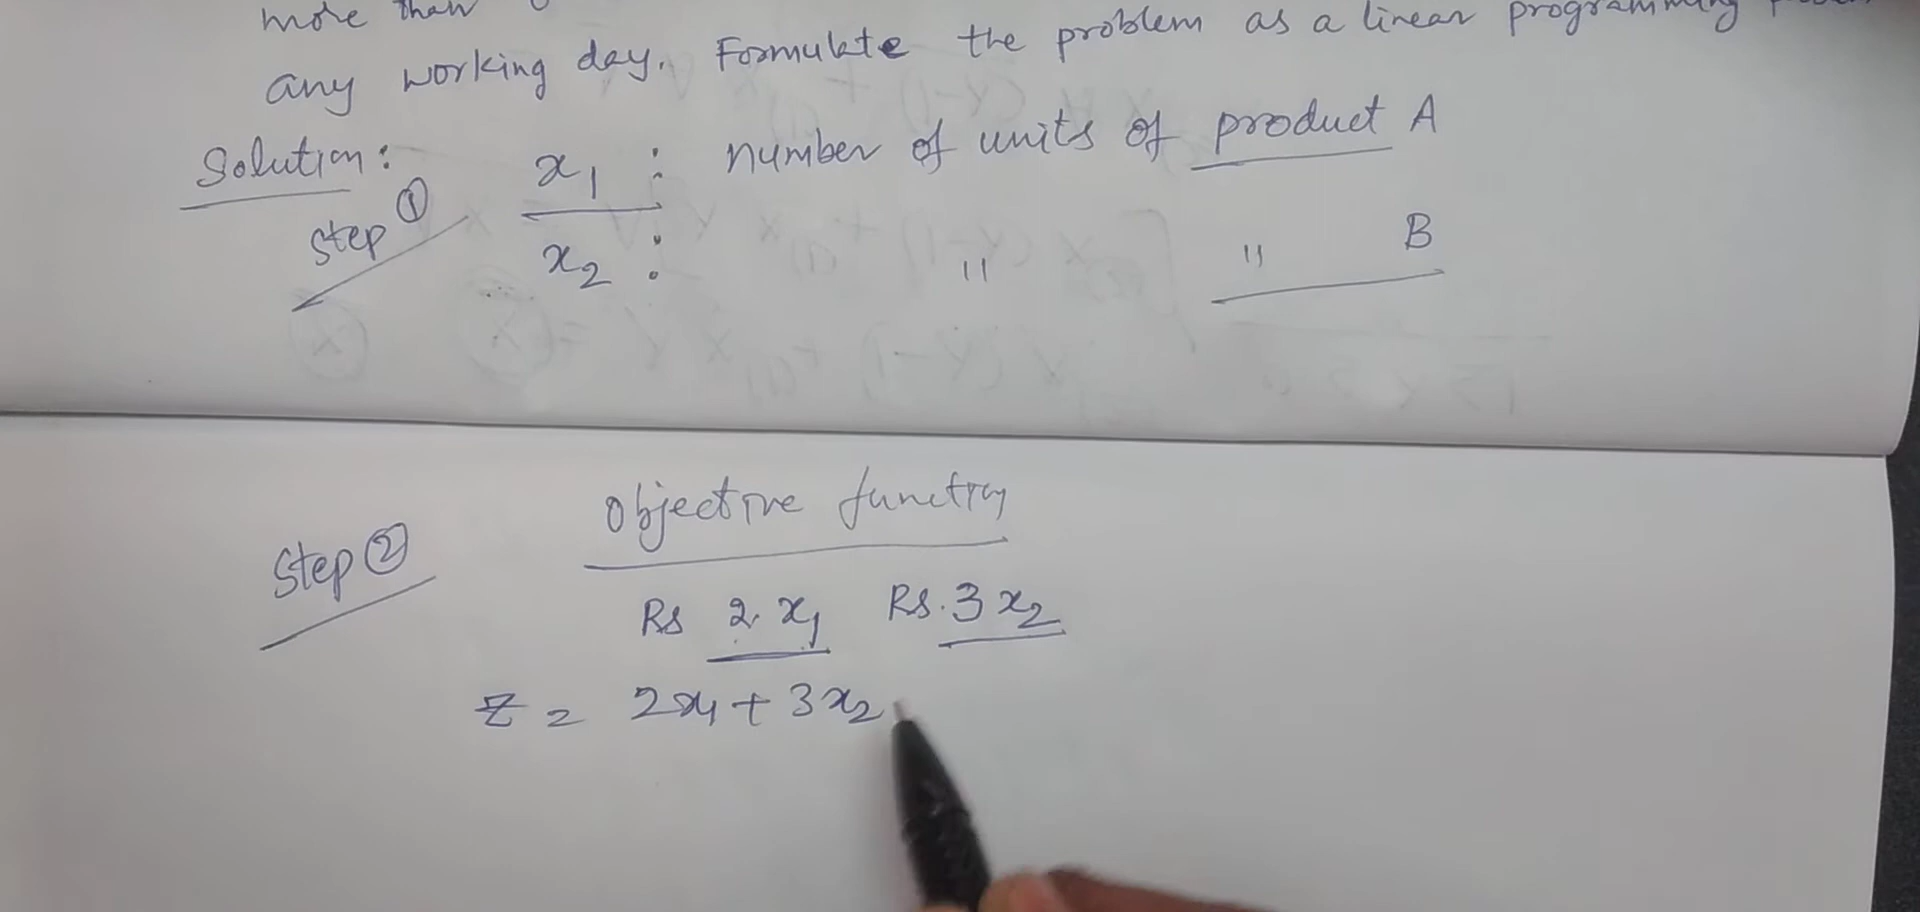 more than
any working day. Formulate the problem as a linear programming
Solution: x1 : number of units of product A
Step ①
x2 : " " B
Step ② Objective function
Rs 2. x1 Rs. 3 x2
Z = 2x1 + 3x2